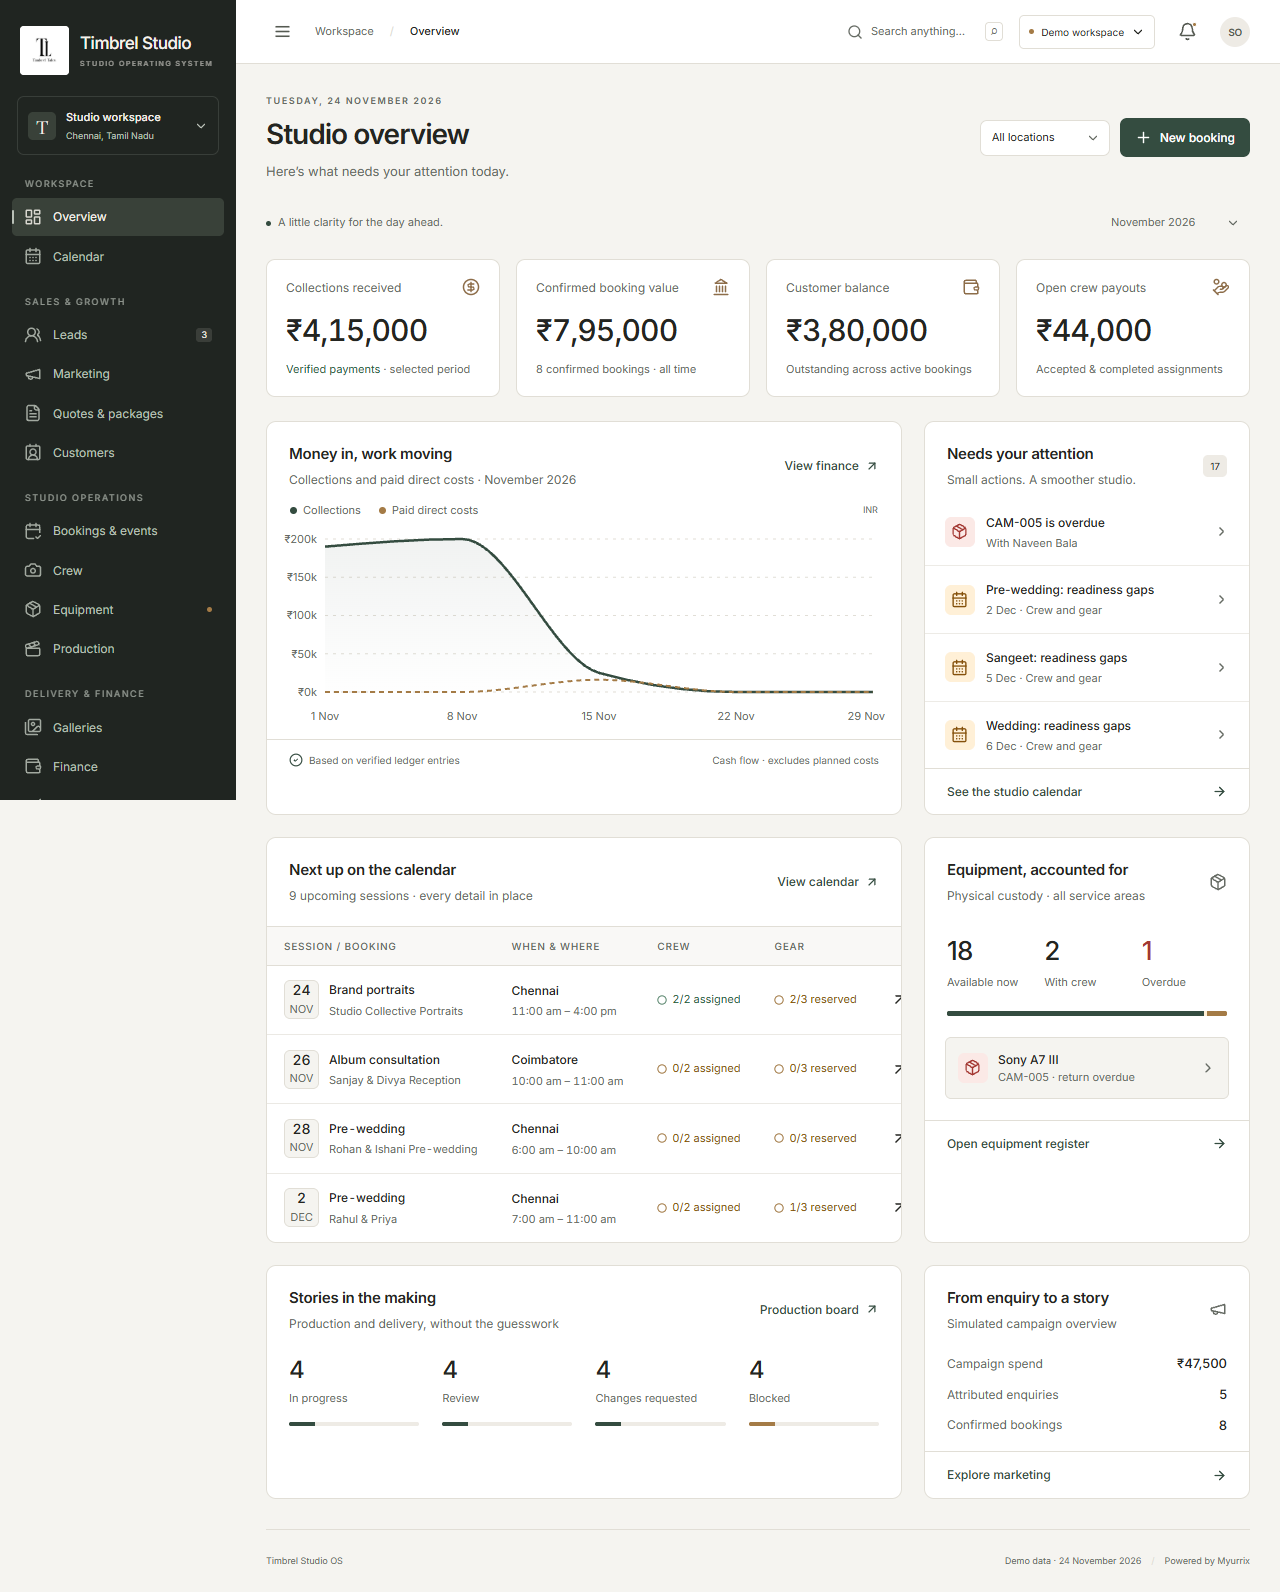 Timbrel Studio
STUDIO OPERATING SYSTEM
T
Studio workspace
Chennai, Tamil Nadu
WORKSPACE
Overview
Calendar
SALES & GROWTH
Leads 3
Marketing
Quotes & packages
Customers
STUDIO OPERATIONS
Bookings & events
Crew
Equipment
Production
DELIVERY & FINANCE
Galleries
Finance
Workspace / Overview
Search anything...
Demo workspace
SO
TUESDAY, 24 NOVEMBER 2026
Studio overview
Here's what needs your attention today.
All locations
New booking
A little clarity for the day ahead.
November 2026
Collections received
₹4,15,000
Verified payments · selected period
Confirmed booking value
₹7,95,000
8 confirmed bookings · all time
Customer balance
₹3,80,000
Outstanding across active bookings
Open crew payouts
₹44,000
Accepted & completed assignments
Money in, work moving
Collections and paid direct costs · November 2026
View finance
Collections
Paid direct costs
INR
₹200k
₹150k
₹100k
₹50k
₹0k
1 Nov 8 Nov 15 Nov 22 Nov 29 Nov
Based on verified ledger entries
Cash flow · excludes planned costs
Needs your attention
Small actions. A smoother studio.
17
CAM-005 is overdue
With Naveen Bala
Pre-wedding: readiness gaps
2 Dec · Crew and gear
Sangeet: readiness gaps
5 Dec · Crew and gear
Wedding: readiness gaps
6 Dec · Crew and gear
See the studio calendar
Next up on the calendar
9 upcoming sessions · every detail in place
View calendar
SESSION / BOOKING WHEN & WHERE CREW GEAR
24 NOV
Brand portraits
Studio Collective Portraits
Chennai
11:00 am – 4:00 pm
2/2 assigned
2/3 reserved
26 NOV
Album consultation
Sanjay & Divya Reception
Coimbatore
10:00 am – 11:00 am
0/2 assigned
0/3 reserved
28 NOV
Pre-wedding
Rohan & Ishani Pre-wedding
Chennai
6:00 am – 10:00 am
0/2 assigned
0/3 reserved
2 DEC
Pre-wedding
Rahul & Priya
Chennai
7:00 am – 11:00 am
0/2 assigned
1/3 reserved
Equipment, accounted for
Physical custody · all service areas
18
Available now
2
With crew
1
Overdue
Sony A7 III
CAM-005 · return overdue
Open equipment register
Stories in the making
Production and delivery, without the guesswork
Production board
4
In progress
4
Review
4
Changes requested
4
Blocked
From enquiry to a story
Simulated campaign overview
Campaign spend ₹47,500
Attributed enquiries 5
Confirmed bookings 8
Explore marketing
Timbrel Studio OS
Demo data · 24 November 2026 / Powered by Myurrix